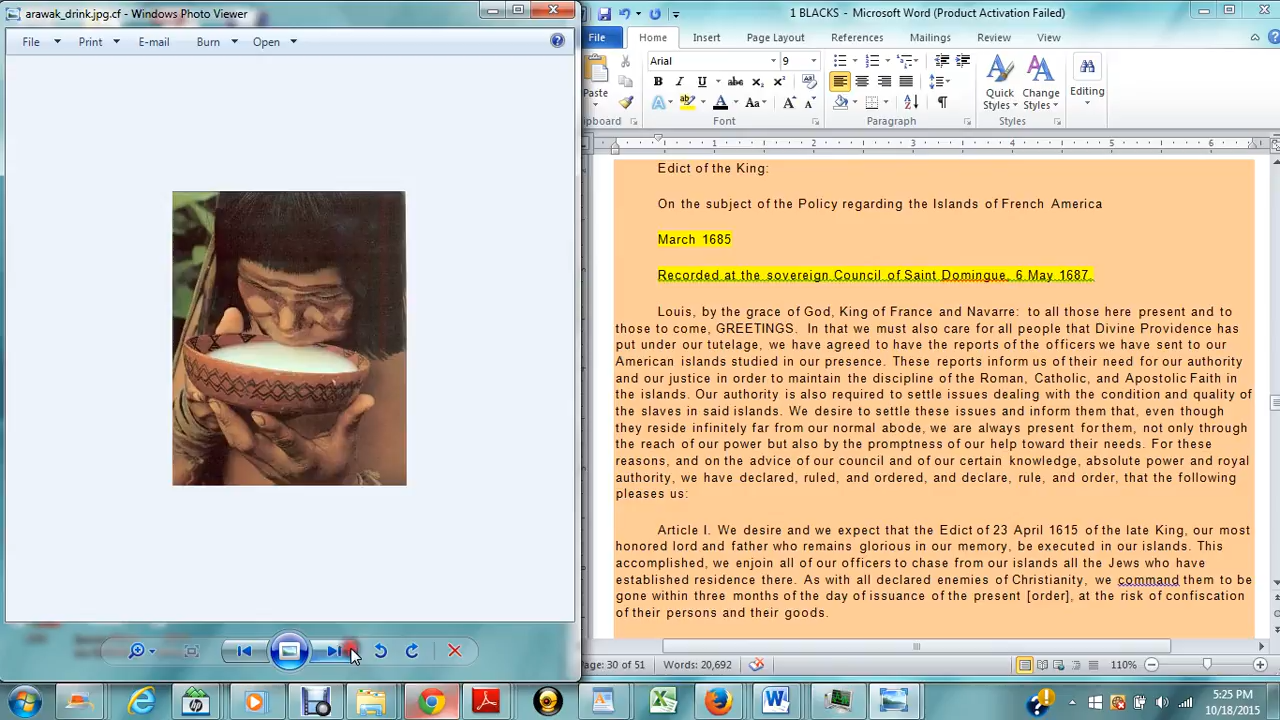 arawak_drink.jpg.cf - Windows Photo Viewer
File Print E-mail Burn Open
1 BLACKS - Microsoft Word (Product Activation Failed)
File Home Insert Page Layout References Mailings Review View
Arial 9
Paste
Quick Styles
Change Styles
Editing
lipboard Font Paragraph Styles
1 2 3 4 5 6
Edict of the King:
On the subject of the Policy regarding the Islands of French America
March 1685
Recorded at the sovereign Council of Saint Domingue, 6 May 1687.
Louis, by the grace of God, King of France and Navarre: to all those here present and to
those to come, GREETINGS. In that we must also care for all people that Divine Providence has
put under our tutelage, we have agreed to have the reports of the officers we have sent to our
American islands studied in our presence. These reports inform us of their need for our authority
and our justice in order to maintain the discipline of the Roman, Catholic, and Apostolic Faith in
the islands. Our authority is also required to settle issues dealing with the condition and quality of
the slaves in said islands. We desire to settle these issues and inform them that, even though
they reside infinitely far from our normal abode, we are always present for them, not only through
the reach of our power but also by the promptness of our help toward their needs. For these
reasons, and on the advice of our council and of our certain knowledge, absolute power and royal
authority, we have declared, ruled, and ordered, and declare, rule, and order, that the following
pleases us:
Article I. We desire and we expect that the Edict of 23 April 1615 of the late King, our most
honored lord and father who remains glorious in our memory, be executed in our islands. This
accomplished, we enjoin all of our officers to chase from our islands all the Jews who have
established residence there. As with all declared enemies of Christianity, we command them to be
gone within three months of the day of issuance of the present [order], at the risk of confiscation
of their persons and their goods.
Page: 30 of 51 Words: 20,692 110%
5:25 PM
10/18/2015